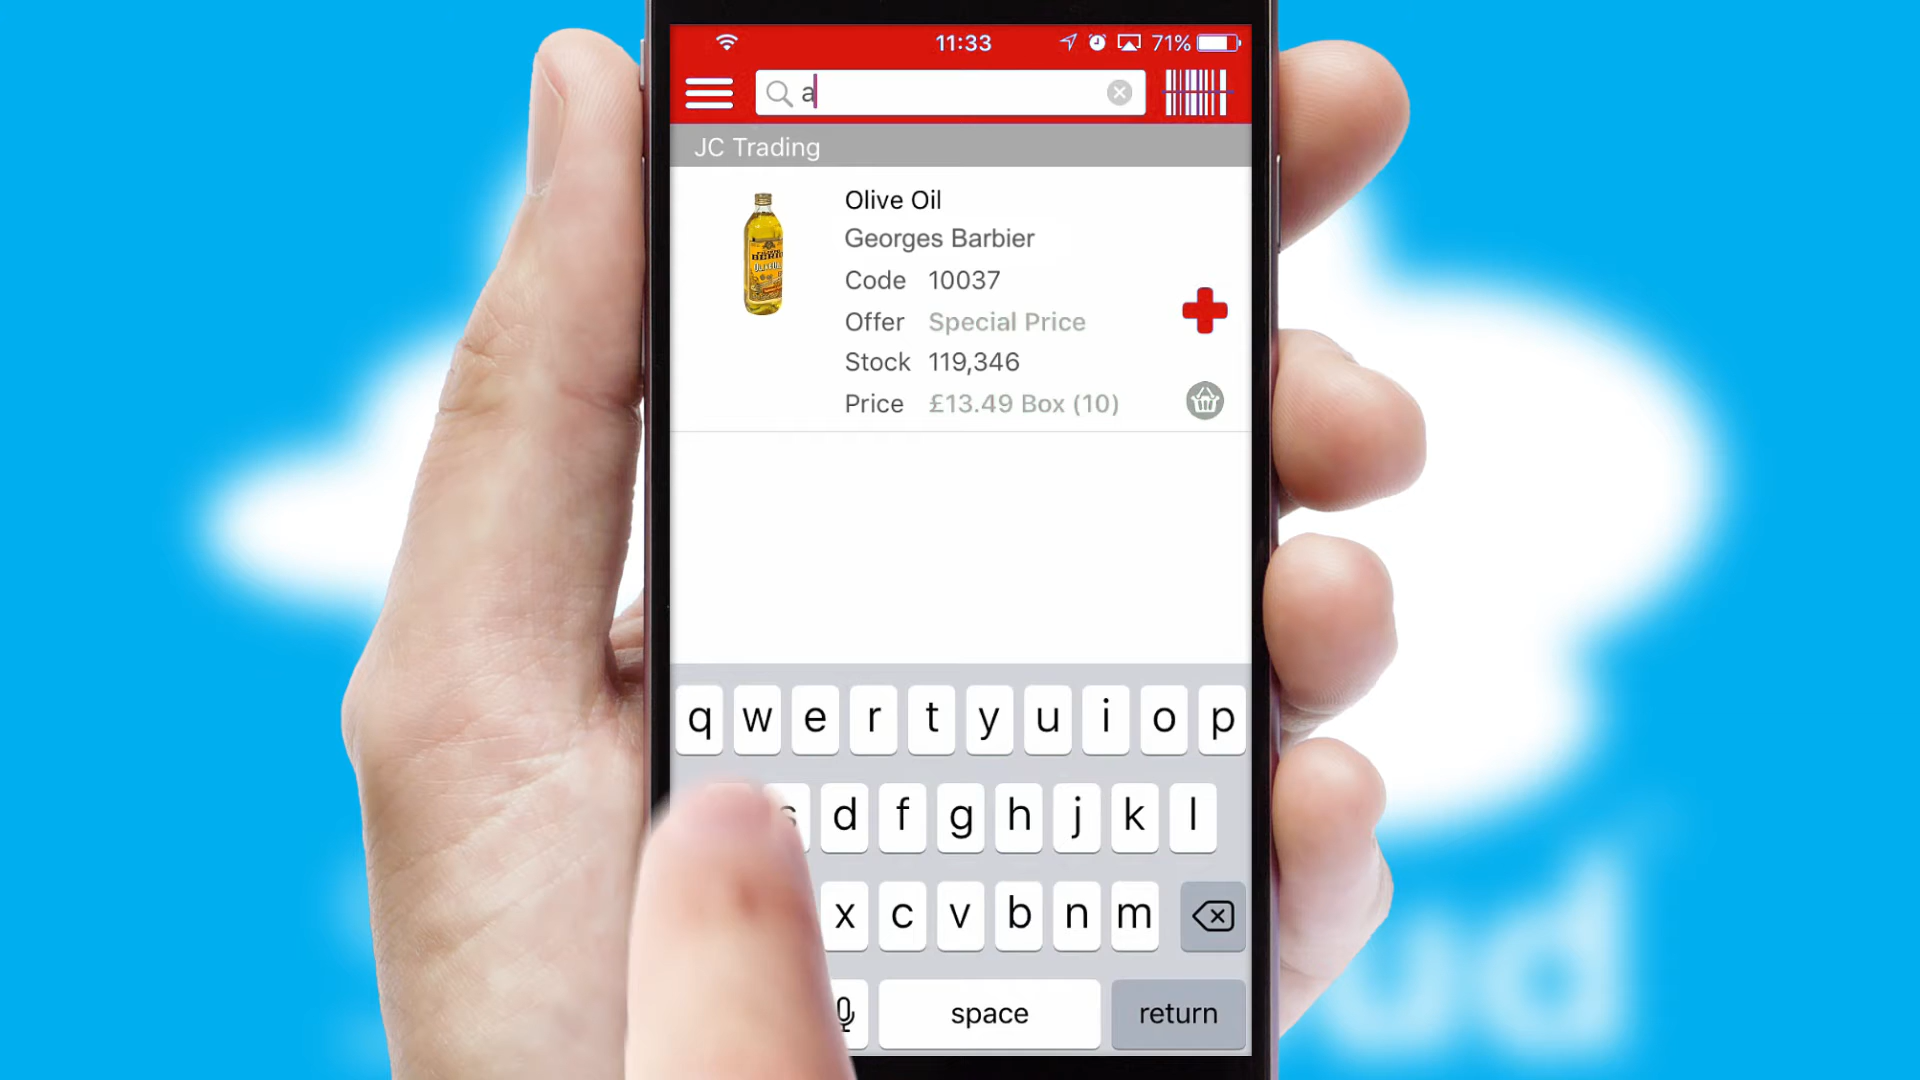 11:33 71%
a
JC Trading
Olive Oil
Georges Barbier
Code 10037
Offer Special Price
Stock 119,346
Price £13.49 Box (10)
q w e r t y u i o p
s d f g h j k l
x c v b n m
space return
ud